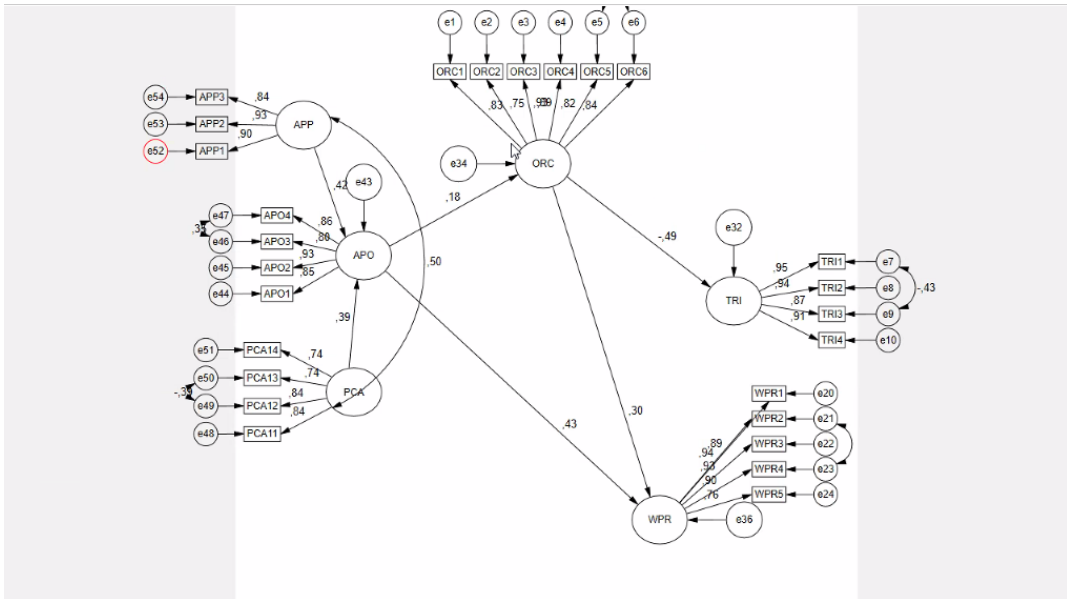 e1 e2 e3 e4 e5 e6
ORC1 ORC2 ORC3 ORC4 ORC5 ORC6
,83 ,75 ,82 ,84
e54 APP3 ,84
e53 APP2 ,93
e52 APP1 ,90
APP
e34 ORC
,42 e43
,18
e47 APO4 ,86
e46 APO3 ,80
e45 APO2 ,93
e44 APO1 ,85
APO
,50
-,49
e32
TRI
,95 TRI1 e7
,94 TRI2 e8 -,43
,87 TRI3 e9
,91 TRI4 e10
,39
e51 PCA14 ,74
e50 PCA13 ,74
-,39
e49 PCA12 ,84
e48 PCA11 ,84
PCA
,43
,30
WPR1 e20
WPR2 e21
WPR3 e22
WPR4 e23
WPR5 e24
,89
,94
,93
,90
,76
WPR e36